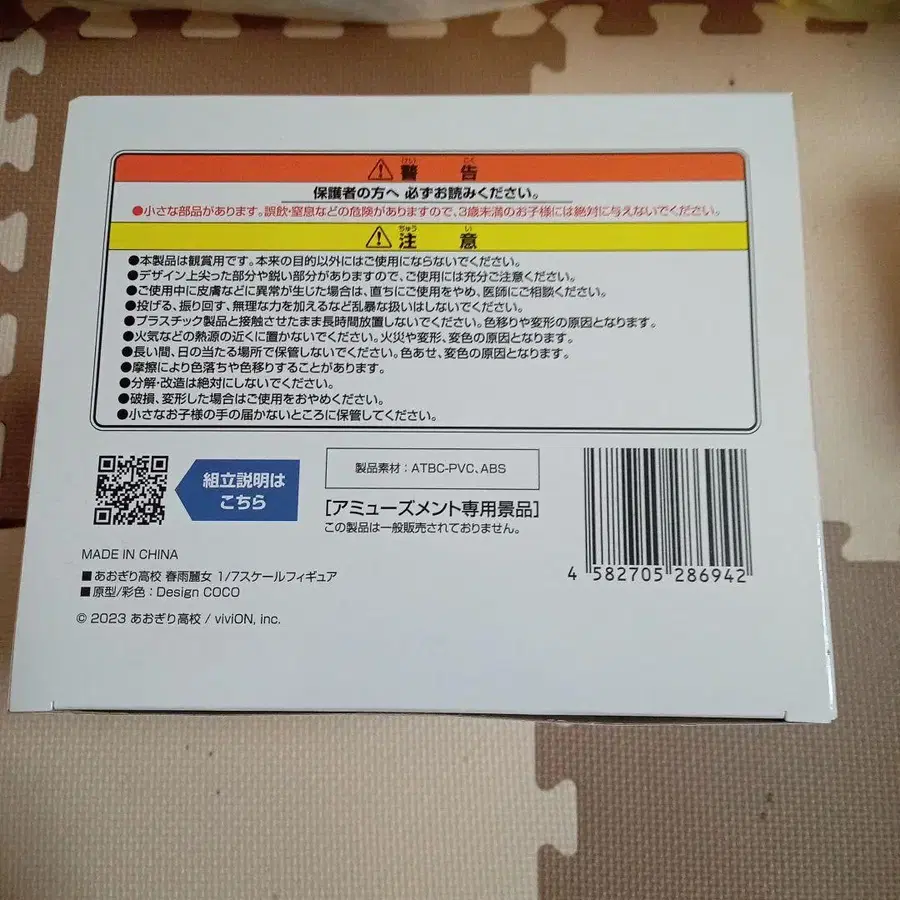 ⚠警告
保護者の方へ 必ずお読みください。
●小さな部品があります。誤飲・窒息などの危険がありますので、3歳未満のお子様には絶対に与えないでください。
⚠注意
●本製品は観賞用です。本来の目的以外にはご使用にならないでください。
●デザイン上尖った部分や鋭い部分がありますので、ご使用には充分ご注意ください。
●ご使用中に皮膚などに異常が生じた場合は、直ちにご使用をやめ、医師にご相談ください。
●投げる、振り回す、無理な力を加えるなど乱暴な扱いはしないでください。
●プラスチック製品と接触させたまま長時間放置しないでください。色移りや変形の原因となります。
●火気などの熱源の近くに置かないでください。火災や変形、変色の原因となります。
●長い間、日の当たる場所で保管しないでください。色あせ、変色の原因となります。
●摩擦により色落ちや色移りすることがあります。
●分解・改造は絶対にしないでください。
●破損、変形した場合はご使用をおやめください。
●小さなお子様の手の届かないところに保管してください。
組立説明は
こちら
製品素材：ATBC-PVC、ABS
[アミューズメント専用景品]
この製品は一般販売されておりません。
MADE IN CHINA
■あおぎり高校 春雨麗女 1/7スケールフィギュア
■原型/彩色：Design COCO
© 2023 あおぎり高校 / viviON, inc.
4 582705 286942